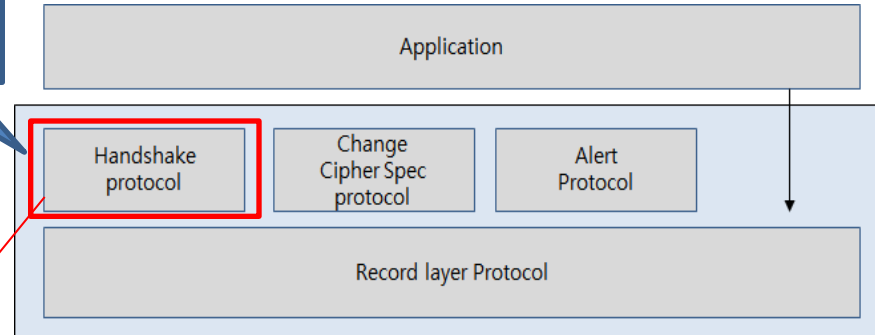 Application
Handshake
protocol
Change
Cipher Spec
protocol
Alert
Protocol
Record layer Protocol